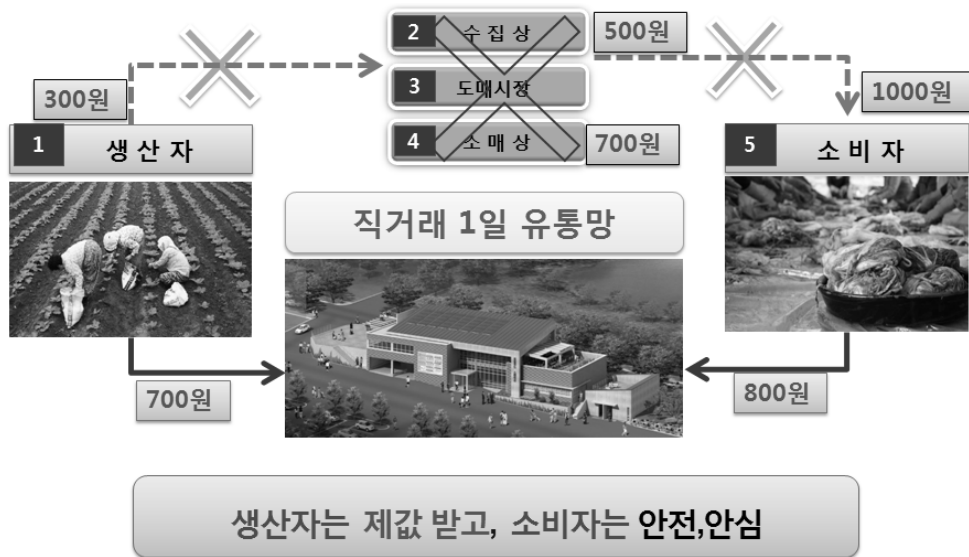 2 수 집 상
500원
3 도매시장
300원
1000원
4 소 매 상
700원
1 생 산 자
5 소 비 자
직거래 1일 유통망
700원
800원
생산자는 제값 받고, 소비자는 안전,안심